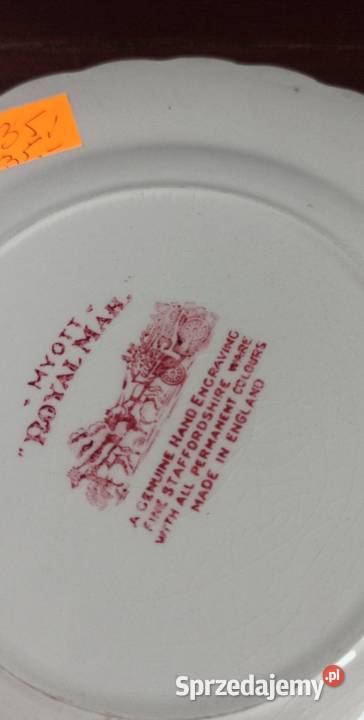 35,-
35,-
- MYOTT -
"ROYAL MAIL"
A GENUINE HAND ENGRAVING
FINE STAFFORDSHIRE WARE
WITH ALL PERMANENT COLOURS
MADE IN ENGLAND
Sprzedajemy.pl